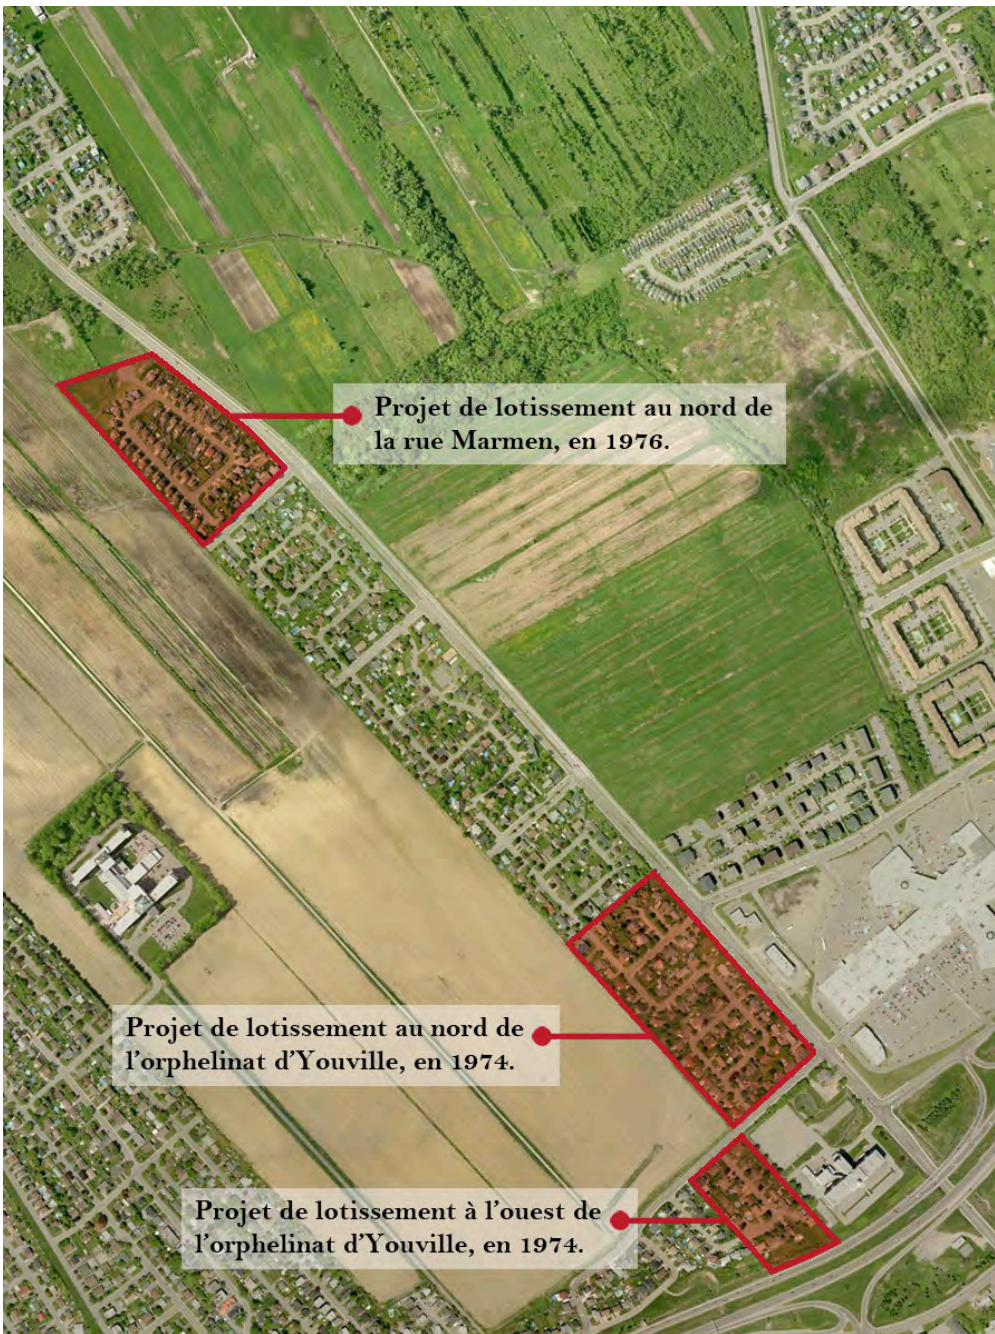 Projet de lotissement au nord de
la rue Marmen, en 1976.
Projet de lotissement au nord de
l’orphelinat d’Youville, en 1974.
Projet de lotissement à l’ouest de
l’orphelinat d’Youville, en 1974.